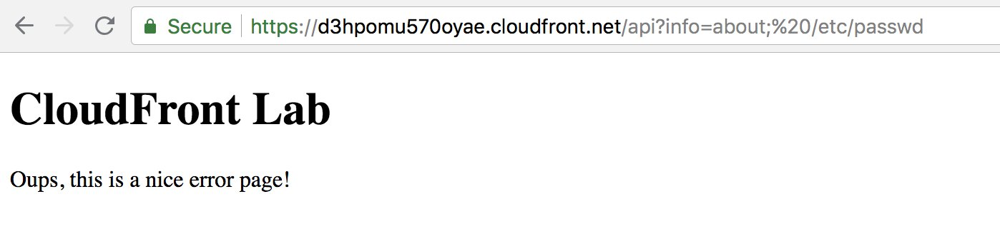 Secure https://d3hpomu570oyae.cloudfront.net/api?info=about;%20/etc/passwd
CloudFront Lab
Oups, this is a nice error page!